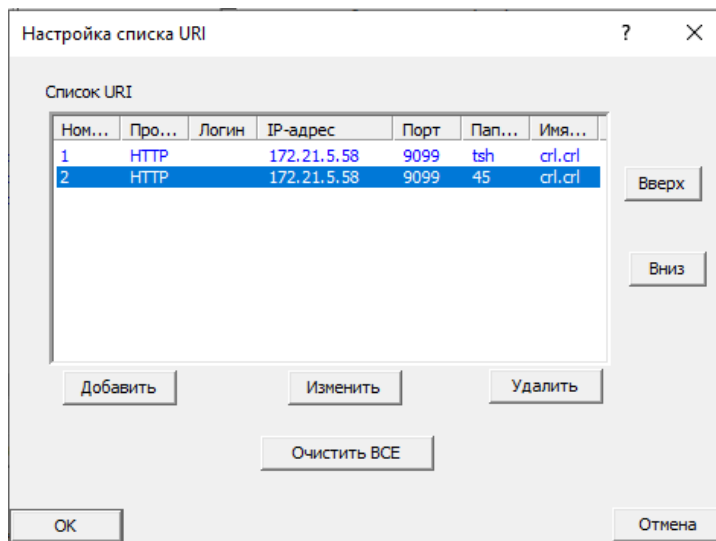 Настройка списка URI ?
Список URI
Ном... Про... Логин IP-адрес Порт Пап... Имя...
1 HTTP 172.21.5.58 9099 tsh crl.crl
2 HTTP 172.21.5.58 9099 45 crl.crl
Вверх
Вниз
Добавить Изменить Удалить
Очистить ВСЕ
OK Отмена